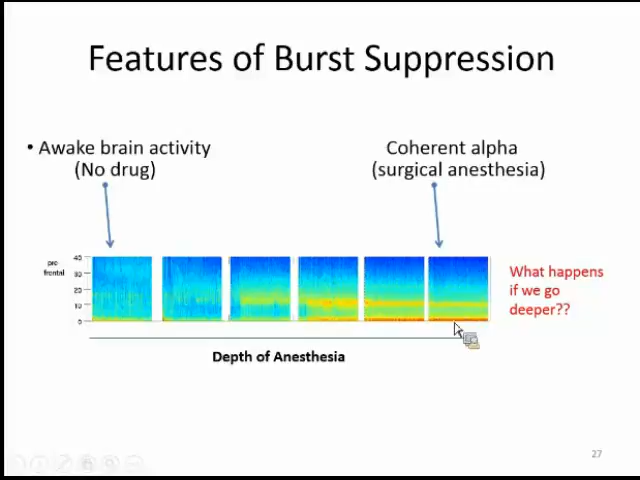 Features of Burst Suppression
• Awake brain activity
(No drug)
Coherent alpha
(surgical anesthesia)
pre
frontal
40
30
20
10
What happens
if we go
deeper??
Depth of Anesthesia
27